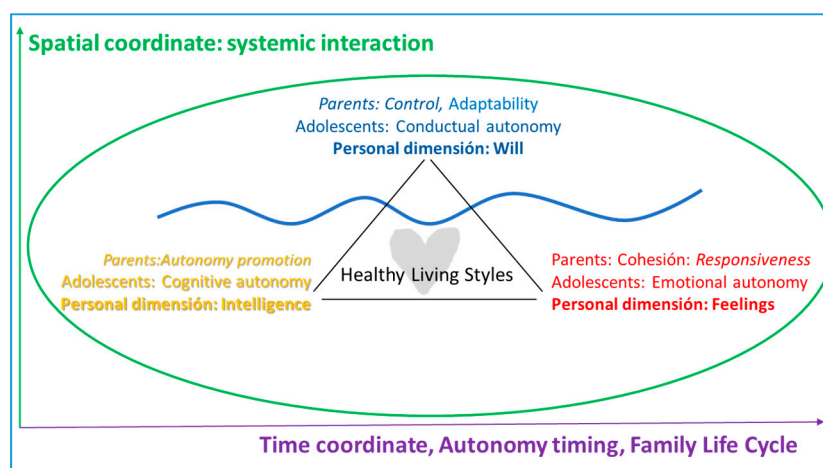 Spatial coordinate: systemic interaction
Parents: Control, Adaptability
Adolescents: Conductual autonomy
Personal dimensión: Will
Parents:Autonomy promotion
Adolescents: Cognitive autonomy
Personal dimensión: Intelligence
Healthy Living Styles
Parents: Cohesión: Responsiveness
Adolescents: Emotional autonomy
Personal dimensión: Feelings
Time coordinate, Autonomy timing, Family Life Cycle